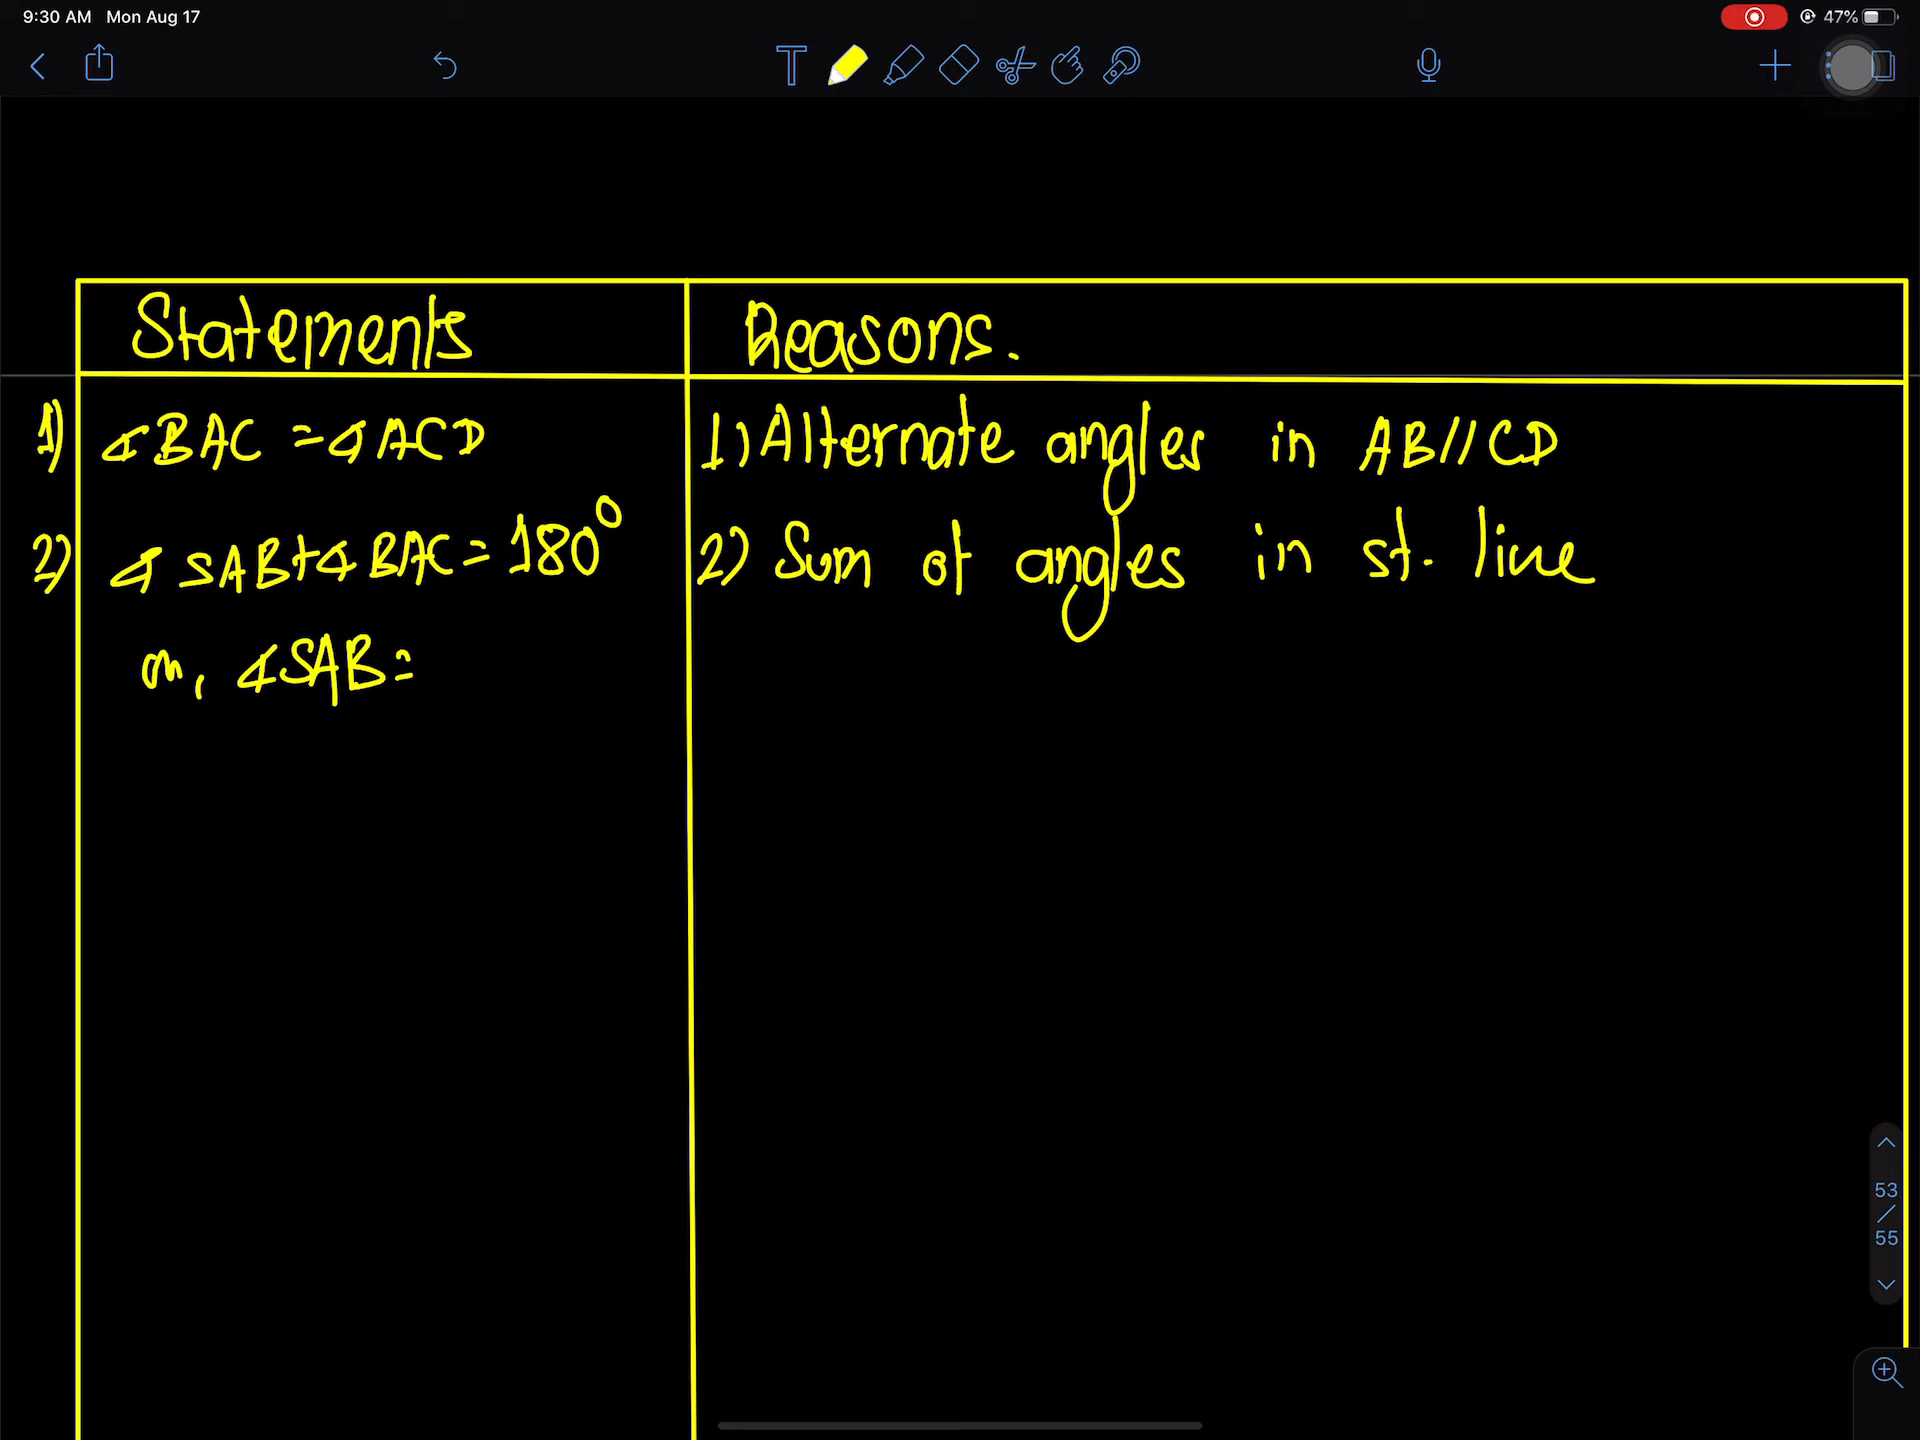 9:30 AM Mon Aug 17
47%
Statements Reasons.
1) ∡BAC = ∡ACD 1) Alternate angles in AB//CD
2) ∡SAB+∡BAC = 180° 2) Sum of angles in st. line
∡SAB=
53
/
55